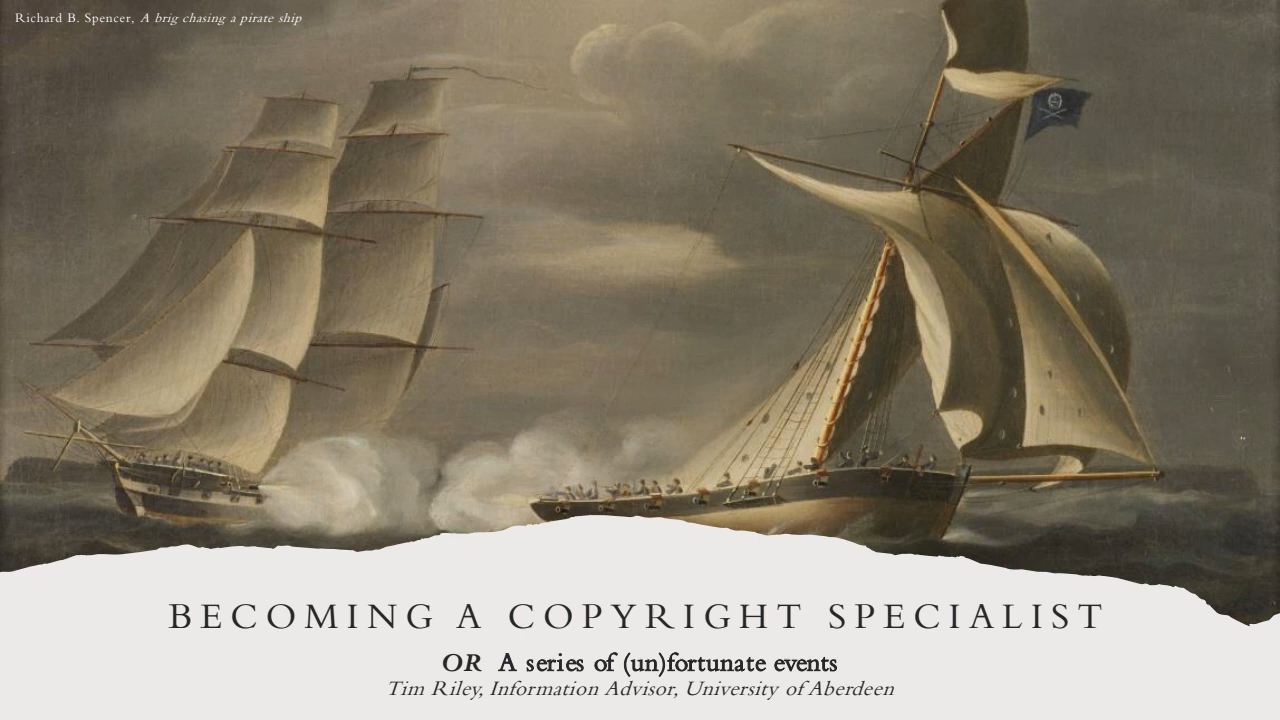 Richard B. Spencer, A brig chasing a pirate ship
BECOMING A COPYRIGHT SPECIALIST
OR A series of (un)fortunate events
Tim Riley, Information Advisor, University of Aberdeen